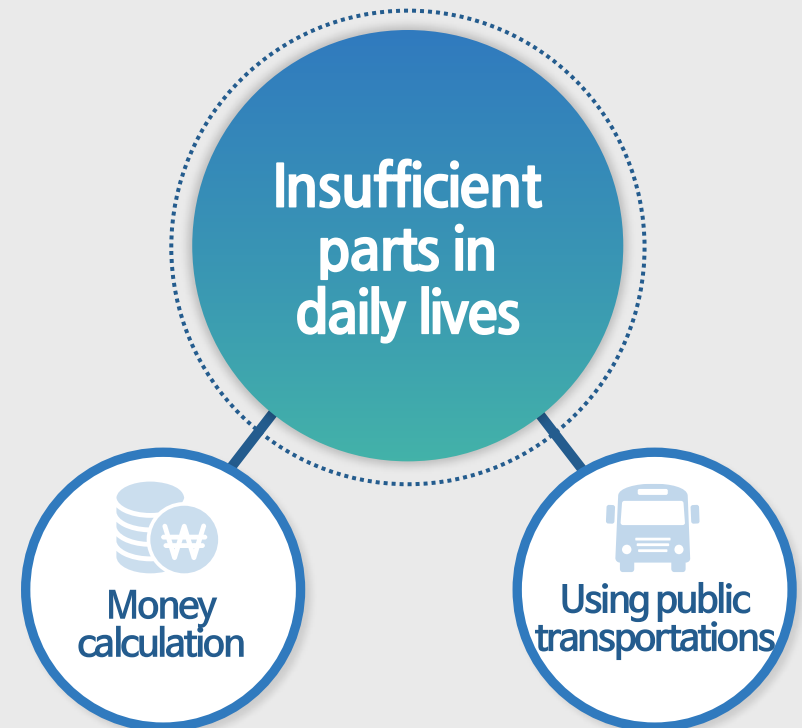 Insufficient
parts in
daily lives
₩
Money
calculation
Using public
transportations